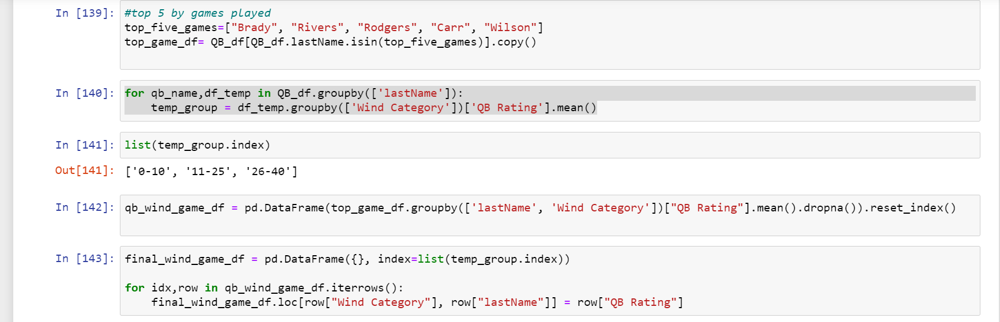 In [139]: #top 5 by games played
top_five_games=["Brady", "Rivers", "Rodgers", "Carr", "Wilson"]
top_game_df= QB_df[QB_df.lastName.isin(top_five_games)].copy()
In [140]: for qb_name,df_temp in QB_df.groupby(['lastName']):
temp_group = df_temp.groupby(['Wind Category'])['QB Rating'].mean()
In [141]: list(temp_group.index)
Out[141]: ['0-10', '11-25', '26-40']
In [142]: qb_wind_game_df = pd.DataFrame(top_game_df.groupby(['lastName', 'Wind Category'])["QB Rating"].mean().dropna()).reset_index()
In [143]: final_wind_game_df = pd.DataFrame({}, index=list(temp_group.index))
for idx,row in qb_wind_game_df.iterrows():
final_wind_game_df.loc[row["Wind Category"], row["lastName"]] = row["QB Rating"]